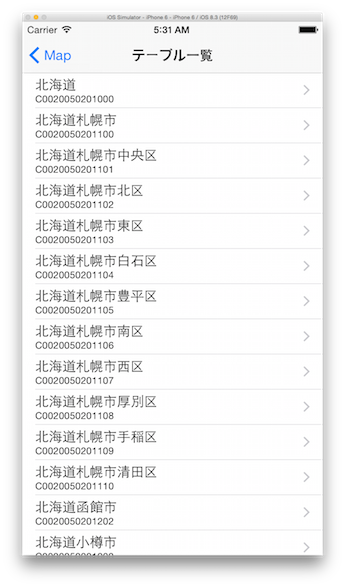 iOS Simulator - iPhone 6 - iPhone 6 / iOS 8.3 (12F69)
Carrier 5:31 AM
Map テーブル一覧
北海道
C0020050201000
北海道札幌市
C0020050201100
北海道札幌市中央区
C0020050201101
北海道札幌市北区
C0020050201102
北海道札幌市東区
C0020050201103
北海道札幌市白石区
C0020050201104
北海道札幌市豊平区
C0020050201105
北海道札幌市南区
C0020050201106
北海道札幌市西区
C0020050201107
北海道札幌市厚別区
C0020050201108
北海道札幌市手稲区
C0020050201109
北海道札幌市清田区
C0020050201110
北海道函館市
C0020050201202
北海道小樽市